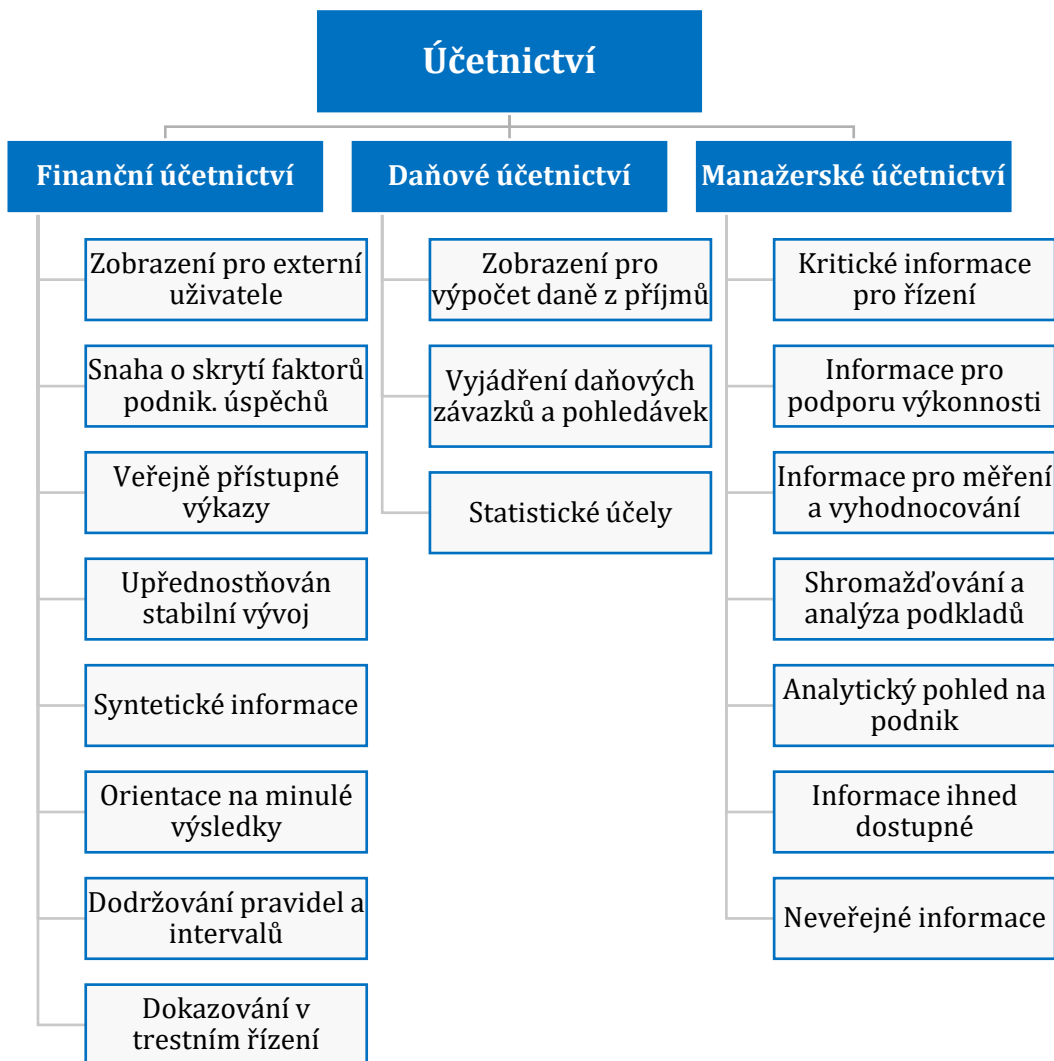 Účetnictví
Finanční účetnictví
Zobrazení pro externí
uživatele
Snaha o skrytí faktorů
podnik. úspěchů
Veřejně přístupné
výkazy
Upřednostňován
stabilní vývoj
Syntetické informace
Orientace na minulé
výsledky
Dodržování pravidel a
intervalů
Dokazování v
trestním řízení
Daňové účetnictví
Zobrazení pro
výpočet daně z příjmů
Vyjádření daňových
závazků a pohledávek
Statistické účely
Manažerské účetnictví
Kritické informace
pro řízení
Informace pro
podporu výkonnosti
Informace pro měření
a vyhodnocování
Shromažďování a
analýza podkladů
Analytický pohled na
podnik
Informace ihned
dostupné
Neveřejné informace